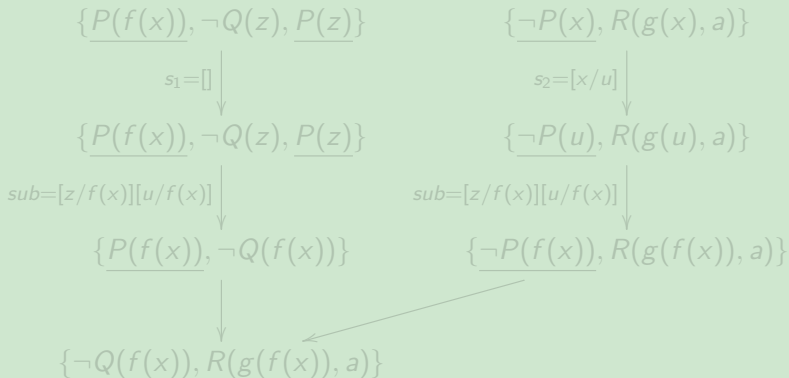 {P(f(x)), ¬Q(z), P(z)} {¬P(x), R(g(x), a)}
s₁=[] s₂=[x/u]
{P(f(x)), ¬Q(z), P(z)} {¬P(u), R(g(u), a)}
sub=[z/f(x)][u/f(x)] sub=[z/f(x)][u/f(x)]
{P(f(x)), ¬Q(f(x))} {¬P(f(x)), R(g(f(x)), a)}
{¬Q(f(x)), R(g(f(x)), a)}